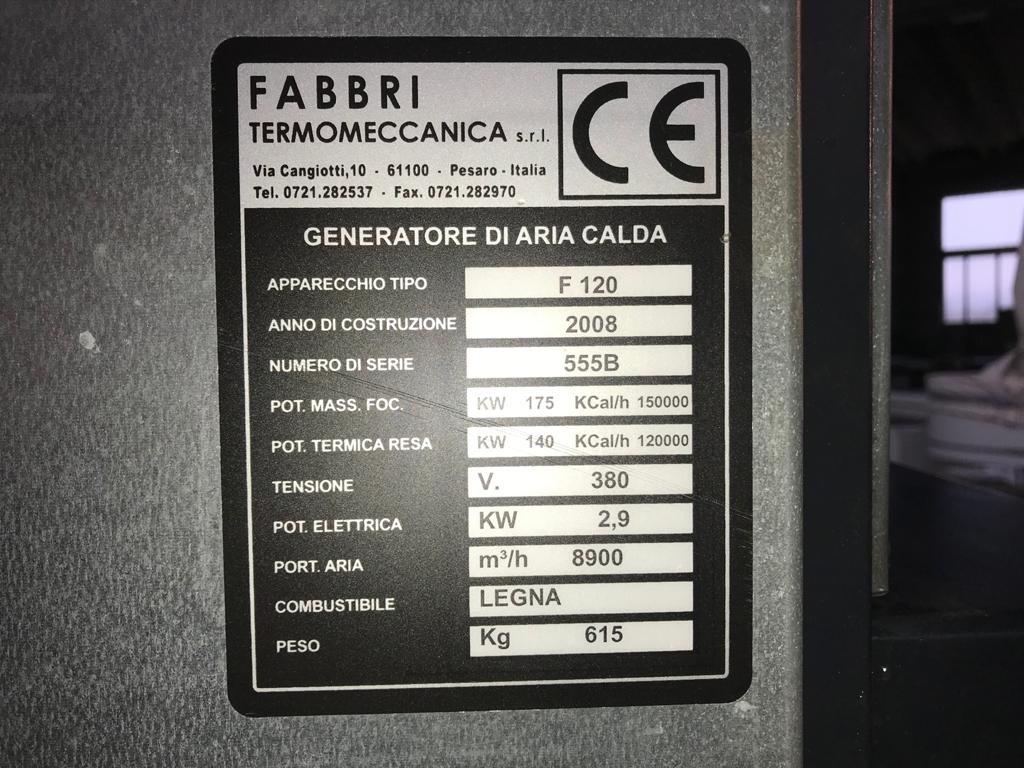 FABBRI
TERMOMECCANICA s.r.l.
Via Cangiotti,10 - 61100 - Pesaro - Italia
Tel. 0721.282537 - Fax. 0721.282970
CE
GENERATORE DI ARIA CALDA
APPARECCHIO TIPO F 120
ANNO DI COSTRUZIONE 2008
NUMERO DI SERIE 555B
POT. MASS. FOC. KW 175 KCal/h 150000
POT. TERMICA RESA KW 140 KCal/h 120000
TENSIONE V. 380
POT. ELETTRICA KW 2,9
PORT. ARIA m³/h 8900
COMBUSTIBILE LEGNA
PESO Kg 615